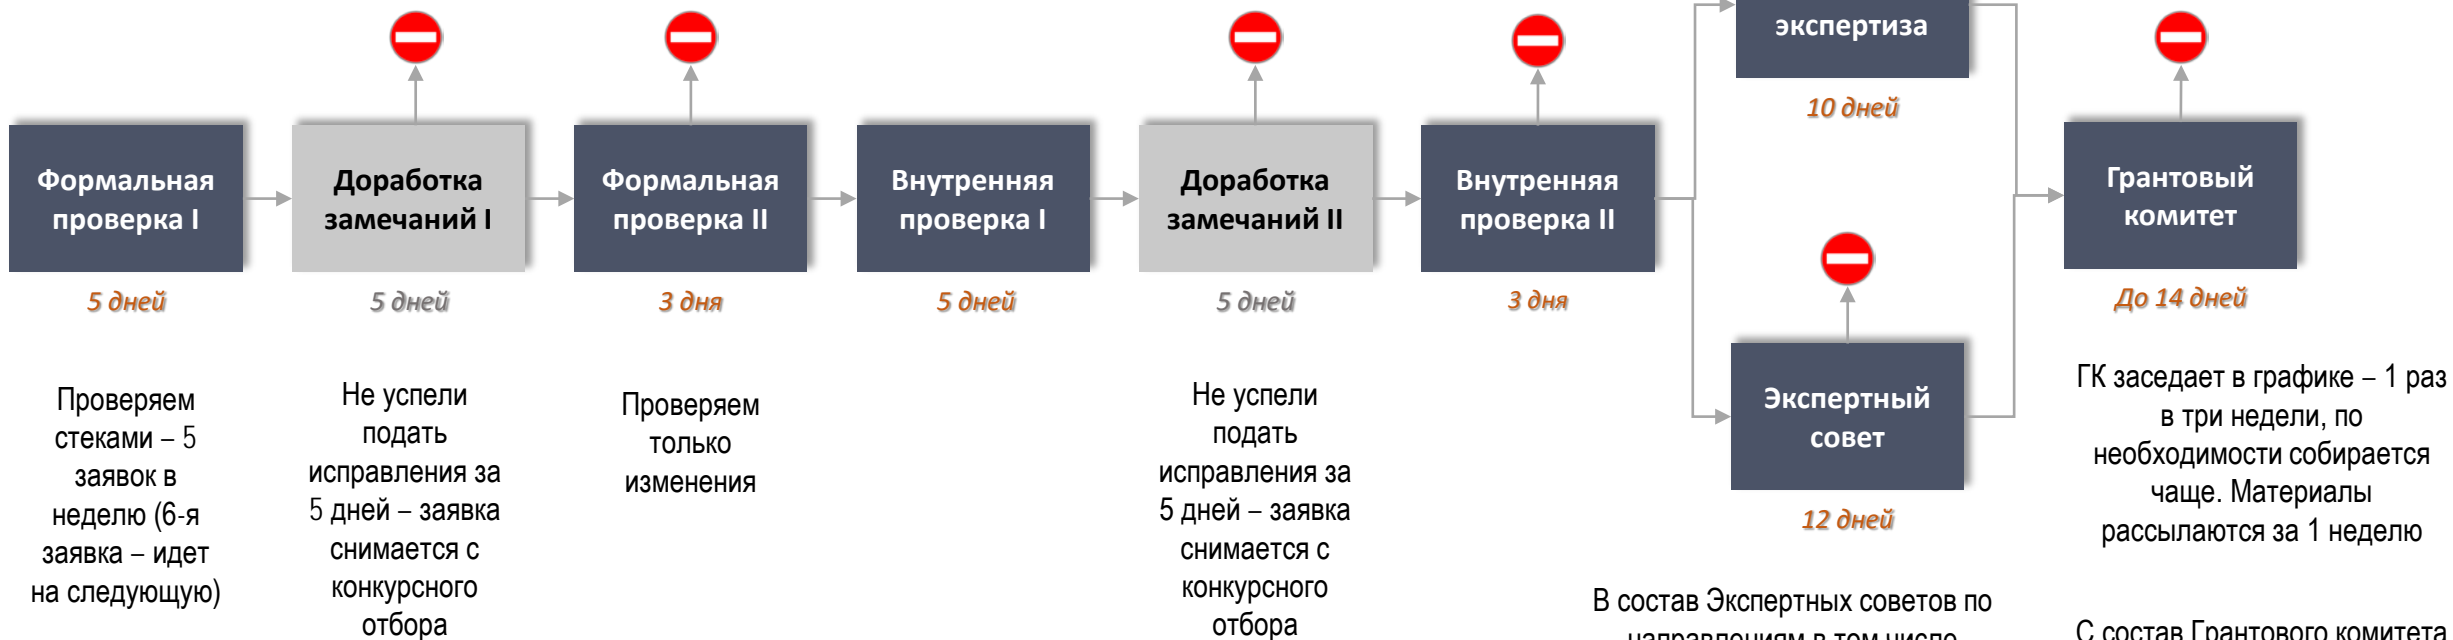 экспертиза
10 дней
Формальная
проверка I
5 дней
Доработка
замечаний I
5 дней
Формальная
проверка II
3 дня
Внутренняя
проверка I
5 дней
Доработка
замечаний II
5 дней
Внутренняя
проверка II
3 дня
Экспертный
совет
12 дней
Грантовый
комитет
До 14 дней
Проверяем
стеками – 5
заявок в
неделю (6-я
заявка – идет
на следующую)
Не успели
подать
исправления за
5 дней – заявка
снимается с
конкурсного
отбора
Проверяем
только
изменения
Не успели
подать
исправления за
5 дней – заявка
снимается с
конкурсного
отбора
В состав Экспертных советов по
направлениям в том числе
ГК заседает в графике – 1 раз
в три недели, по
необходимости собирается
чаще. Материалы
рассылаются за 1 неделю
С состав Грантового комитета